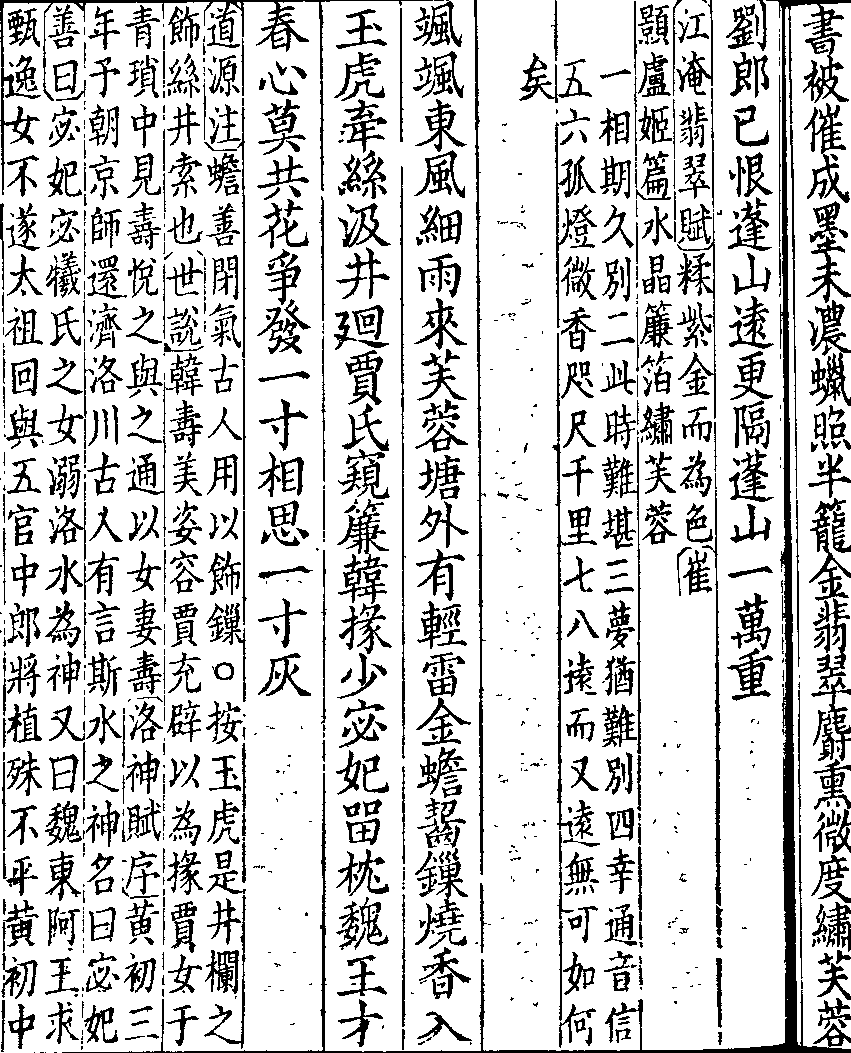 書被催成墨未濃蠟照半籠金翡翠麝熏微度繡芙蓉
劉郎已恨蓬山遠更隔蓬山一萬重
江淹翡翠賦糅紫金而為色崔
顥盧姬篇水晶簾箔繡芙蓉
一相期久別二此時難堪三夢猶難別四幸通音信
五六孤燈微香咫尺千里七八遠而又遠無可如何
矣
颯颯東風細雨來芙蓉塘外有輕雷金蟾齧鏁燒香入
玉虎牽絲汲井廻賈氏窺簾韓掾少宓妃畱枕魏王才
春心莫共花爭發一寸相思一寸灰
道源注蟾善閉氣古人用以飾鏁○按玉虎是井欄之
飾絲井索也世說韓壽美姿容賈充辟以為掾賈女于
青瑣中見壽悅之與之通以女妻壽洛神賦序黃初三
年予朝京師還濟洛川古人有言斯水之神名曰宓妃
善曰宓妃宓犧氏之女溺洛水為神又曰魏東阿王求
甄逸女不遂太祖回與五官中郎將植殊不平黃初中